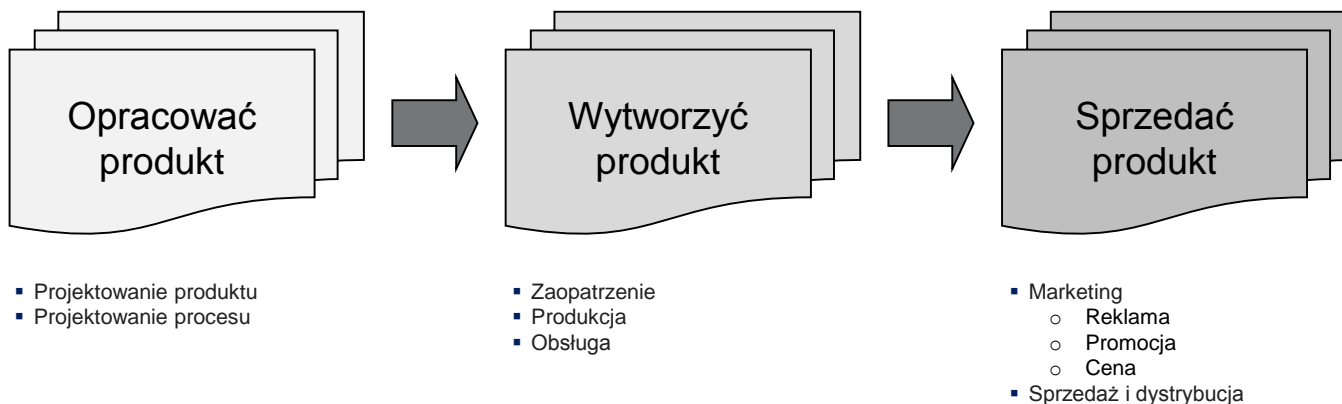 Opracować
produkt
Wytworzyć
produkt
Sprzedać
produkt
▪ Projektowanie produktu
▪ Projektowanie procesu
▪ Zaopatrzenie
▪ Produkcja
▪ Obsługa
▪ Marketing
o Reklama
o Promocja
o Cena
▪ Sprzedaż i dystrybucja